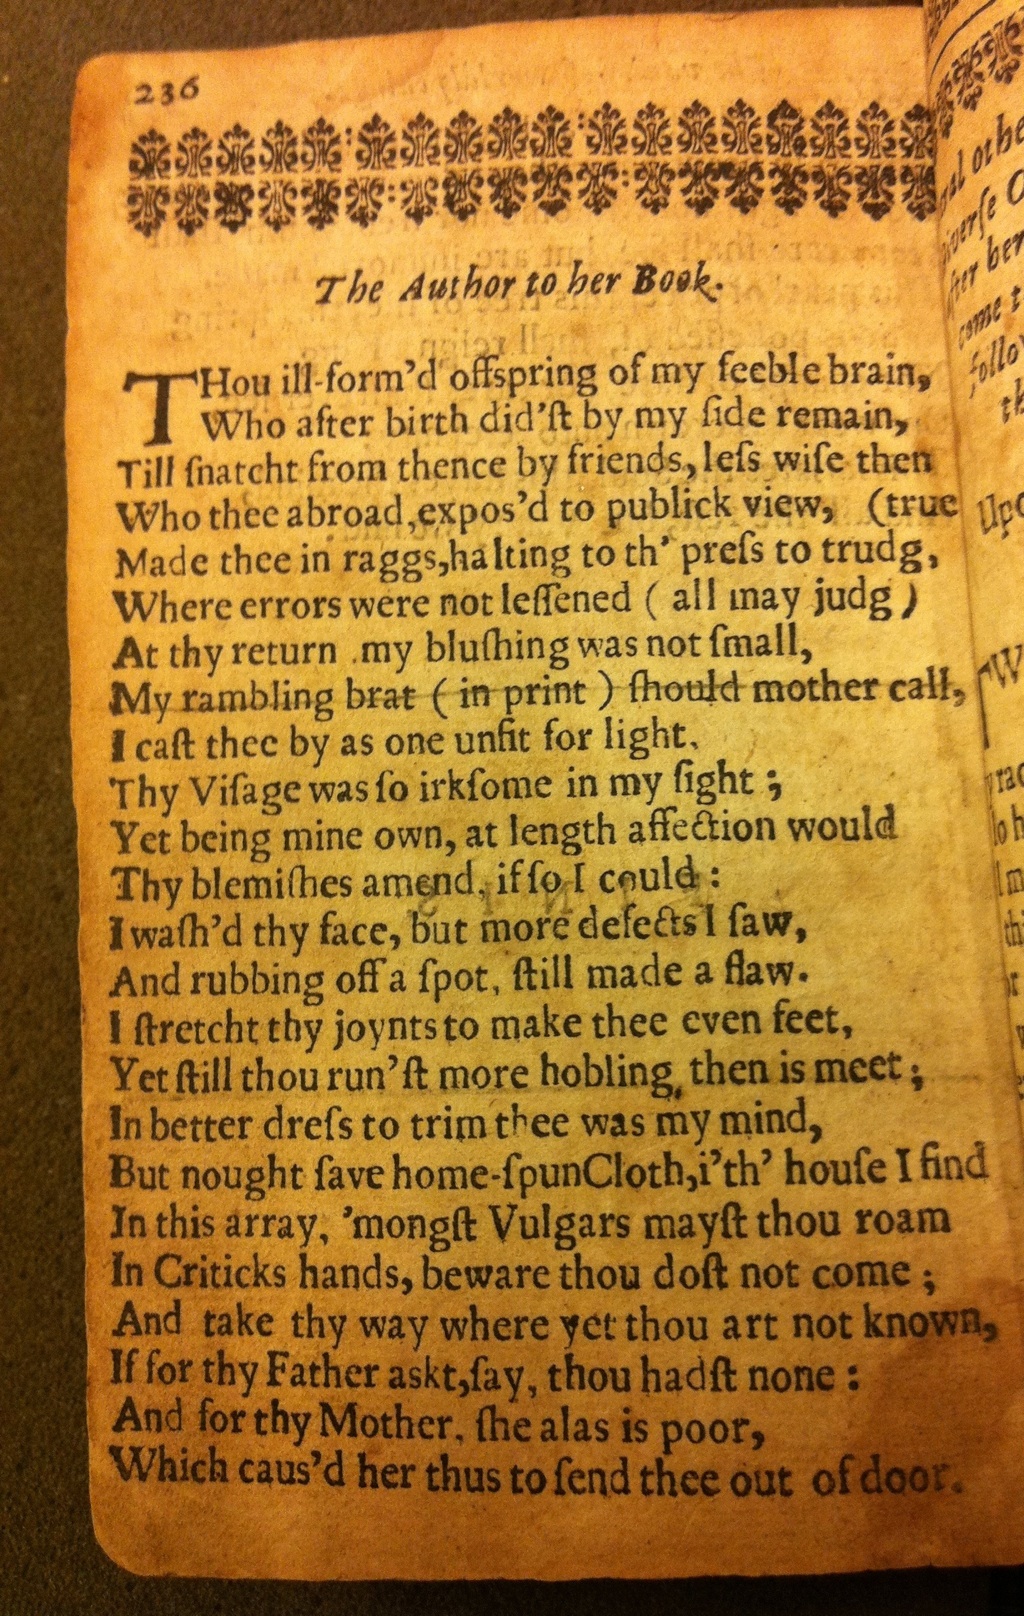 236
The Author to her Book.
THou ill-form'd offspring of my feeble brain,
Who after birth did'ſt by my ſide remain,
Till ſnatcht from thence by friends, leſs wiſe then
Who thee abroad,expos'd to publick view, (true
Made thee in raggs,halting to th' preſs to trudg,
Where errors were not leſſened ( all may judg )
At thy return my bluſhing was not ſmall,
My rambling brat ( in print ) ſhould mother call,
I caſt thee by as one unfit for light,
Thy Viſage was ſo irkſome in my ſight ;
Yet being mine own, at length affection would
Thy blemiſhes amend, if ſo I could :
I waſh'd thy face, but more defects I ſaw,
And rubbing off a ſpot, ſtill made a flaw.
I ſtretcht thy joynts to make thee even feet,
Yet ſtill thou run'ſt more hobling, then is meet ;
In better dreſs to trim thee was my mind,
But nought ſave home-ſpun Cloth,i'th' houſe I find
In this array, 'mongſt Vulgars mayſt thou roam
In Criticks hands, beware thou doſt not come ;
And take thy way where yet thou art not known,
If for thy Father askt,ſay, thou hadſt none :
And for thy Mother, ſhe alas is poor,
Which caus'd her thus to ſend thee out of door.